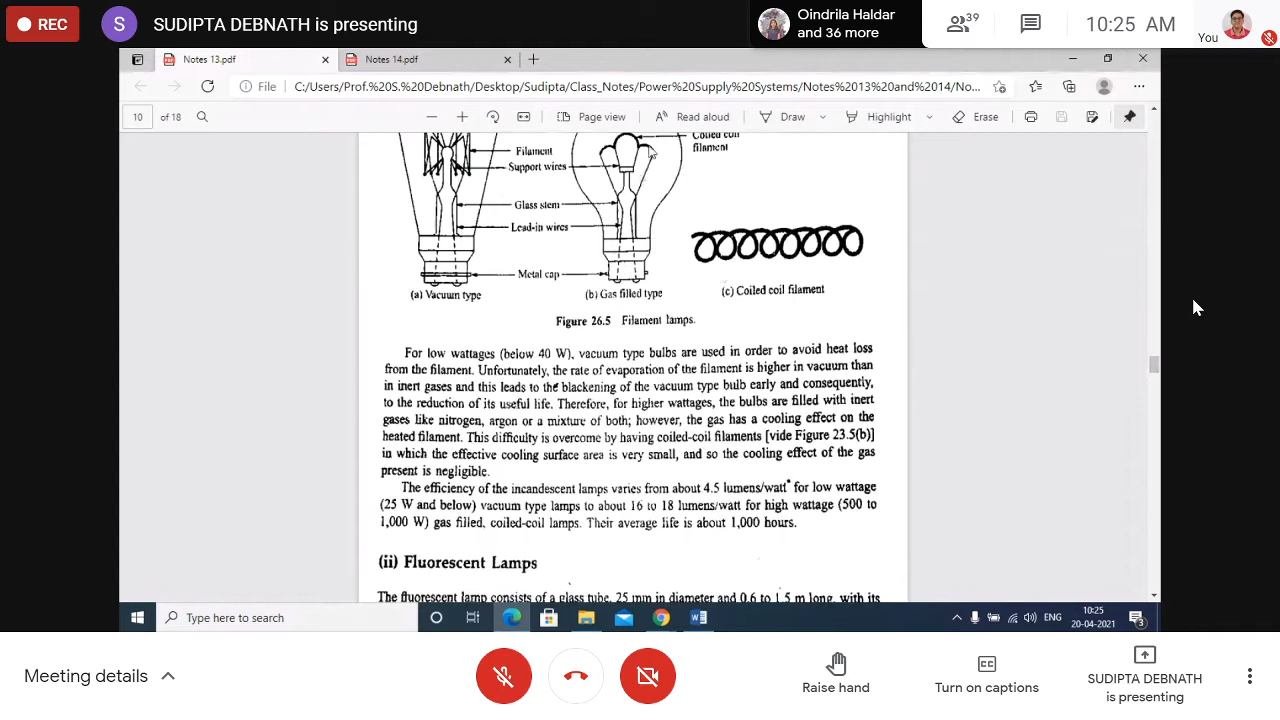 REC
S
SUDIPTA DEBNATH is presenting
Oindrila Haldar
and 36 more
39
10:25 AM
You
Notes 13.pdf
Notes 14.pdf
File
C:/Users/Prof.%20S.%20Debnath/Desktop/Sudipta/Class_Notes/Power%20Supply%20Systems/Notes%2013%20and%2014/No...
10 of 18
Page view
Read aloud
Draw
Highlight
Erase
Filament
Support wires
Glass stem
Lead-in wires
Metal cap
Coiled coil
filament
(a) Vacuum type
(b) Gas filled type
(c) Coiled coil filament
Figure 26.5 Filament lamps.
For low wattages (below 40 W), vacuum type bulbs are used in order to avoid heat loss
from the filament. Unfortunately, the rate of evaporation of the filament is higher in vacuum than
in inert gases and this leads to the blackening of the vacuum type bulb early and consequently,
to the reduction of its useful life. Therefore, for higher wattages, the bulbs are filled with inert
gases like nitrogen, argon or a mixture of both; however, the gas has a cooling effect on the
heated filament. This difficulty is overcome by having coiled-coil filaments [vide Figure 23.5(b)]
in which the effective cooling surface area is very small, and so the cooling effect of the gas
present is negligible.
The efficiency of the incandescent lamps varies from about 4.5 lumens/watt* for low wattage
(25 W and below) vacuum type lamps to about 16 to 18 lumens/watt for high wattage (500 to
1,000 W) gas filled, coiled-coil lamps. Their average life is about 1,000 hours.
(ii) Fluorescent Lamps
The fluorescent lamp consists of a glass tube, 25 mm in diameter and 0.6 to 1.5 m long, with its
Type here to search
ENG
10:25
20-04-2021
3
Meeting details
Raise hand
Turn on captions
SUDIPTA DEBNATH
is presenting